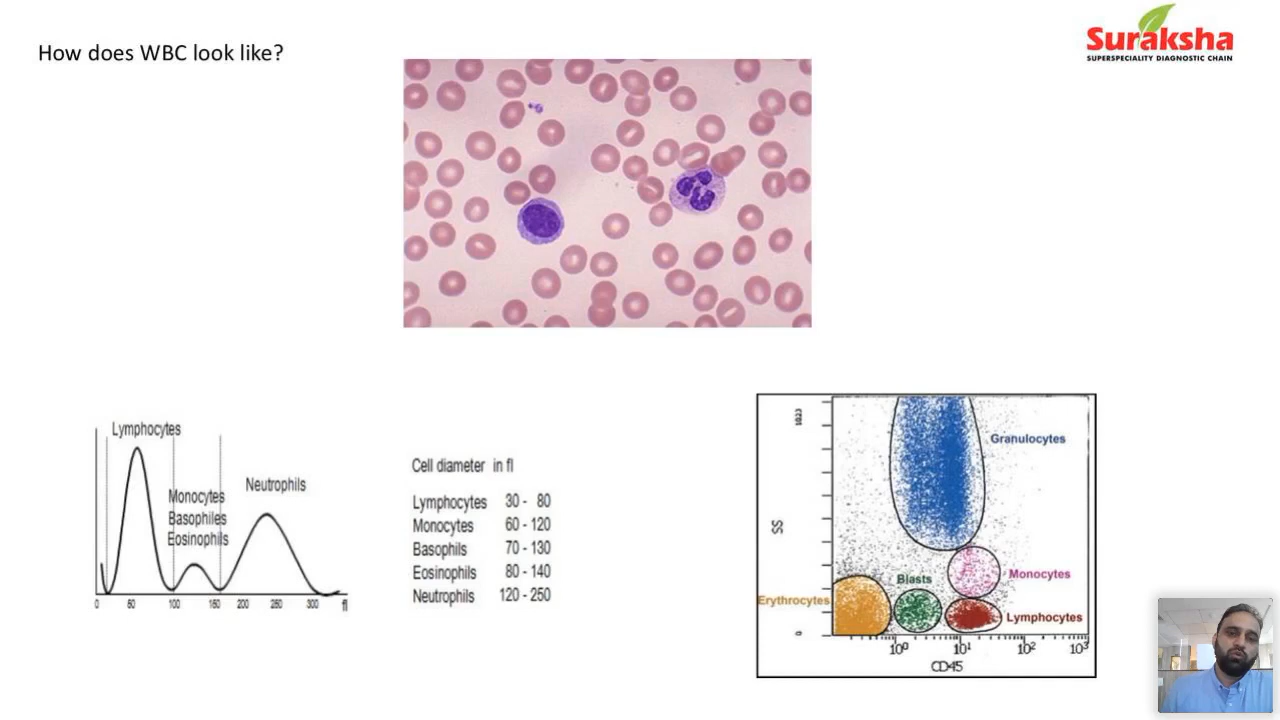 How does WBC look like?
Suraksha
SUPERSPECIALITY DIAGNOSTIC CHAIN
Lymphocytes
Monocytes
Basophiles
Eosinophils
Neutrophils
0 50 100 150 200 250 300 fl
Cell diameter in fl
Lymphocytes 30 - 80
Monocytes 60 - 120
Basophils 70 - 130
Eosinophils 80 - 140
Neutrophils 120 - 250
1023
SS
0
Granulocytes
Monocytes
Blasts
Erythrocytes
Lymphocytes
10⁰ 10¹ 10² 10³
CD45